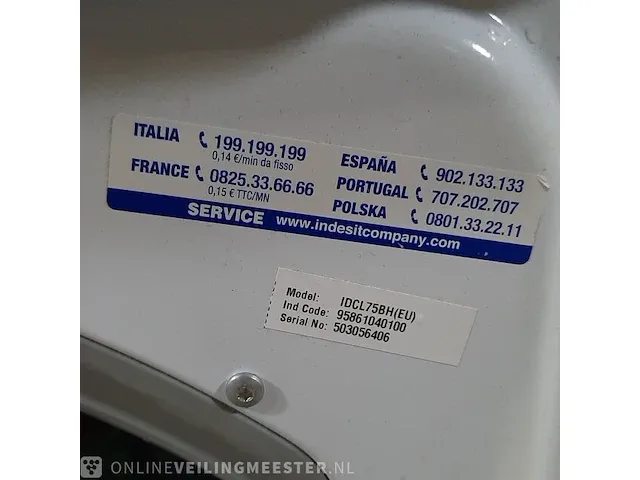 ITALIA 199.199.199
0,14 €/min da fisso
FRANCE 0825.33.66.66
0,15 € TTC/MN
ESPAÑA 902.133.133
PORTUGAL 707.202.707
POLSKA 0801.33.22.11
SERVICE www.indesitcompany.com
Model: IDCL75BH(EU)
Ind Code: 95861040100
Serial No: 503056406
ONLINEVEILINGMEESTER.NL